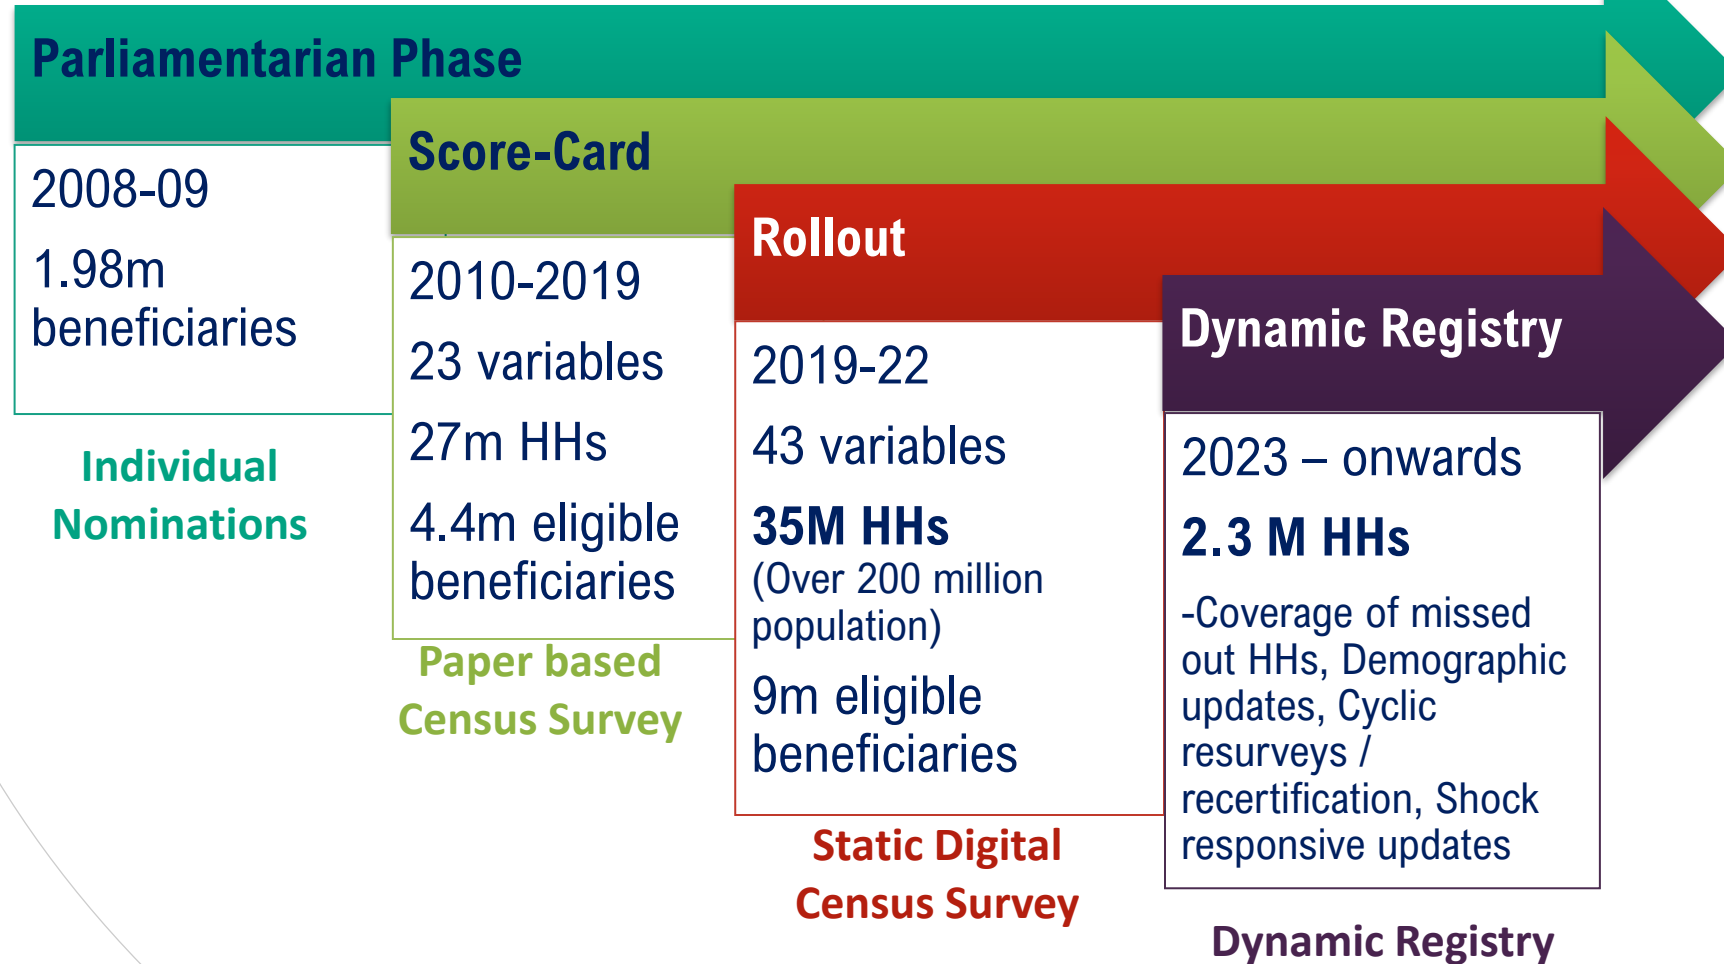 Parliamentarian Phase
2008-09
1.98m
beneficiaries
Individual
Nominations
Score-Card
2010-2019
23 variables
27m HHs
4.4m eligible
beneficiaries
Paper based
Census Survey
Rollout
2019-22
43 variables
35M HHs
(Over 200 million
population)
9m eligible
beneficiaries
Static Digital
Census Survey
Dynamic Registry
2023 – onwards
2.3 M HHs
-Coverage of missed
out HHs, Demographic
updates, Cyclic
resurveys /
recertification, Shock
responsive updates
Dynamic Registry